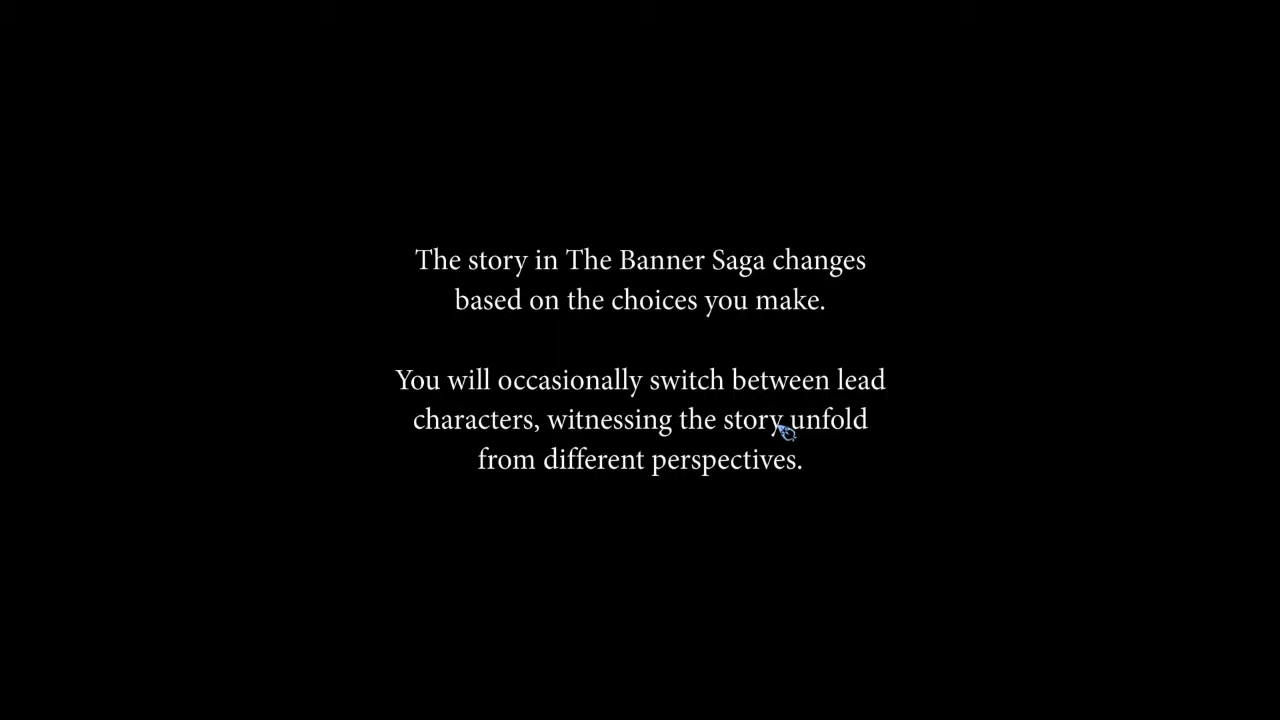 The story in The Banner Saga changes
based on the choices you make.
You will occasionally switch between lead
characters, witnessing the story unfold
from different perspectives.